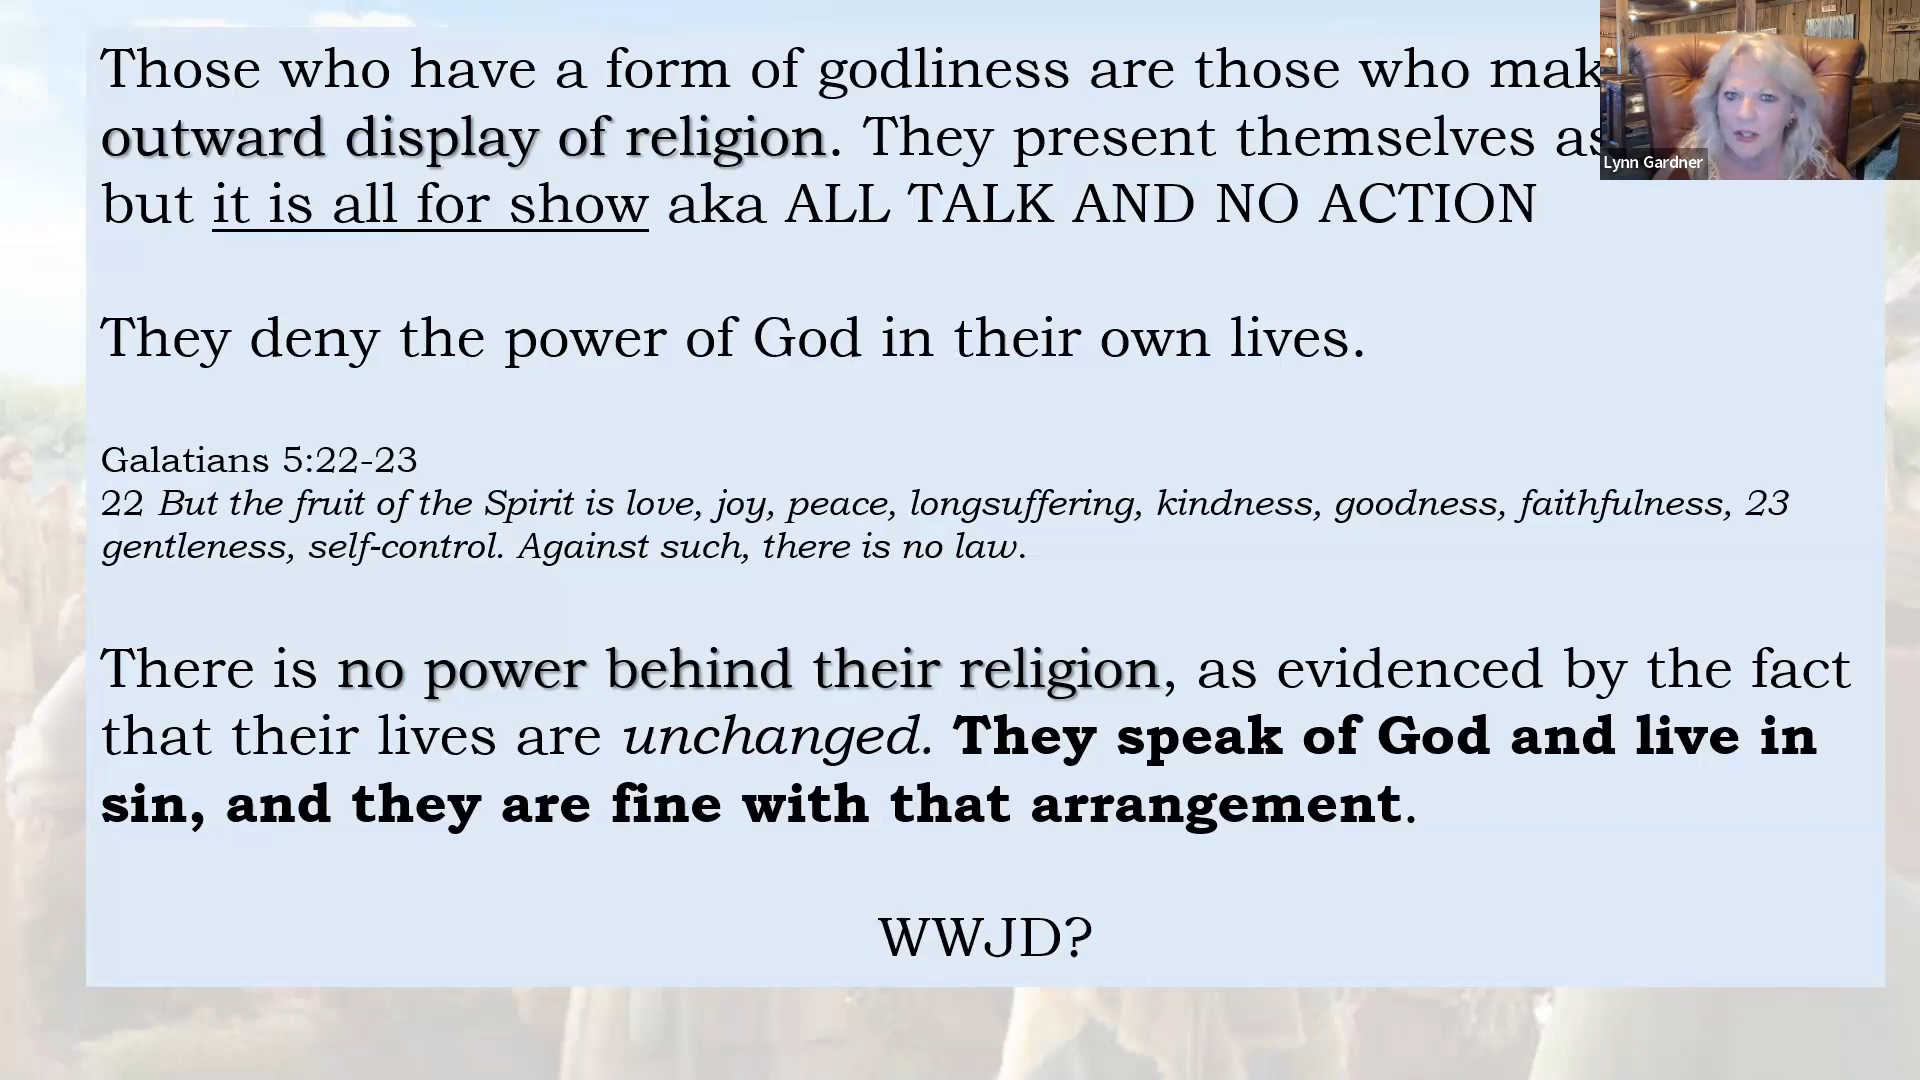 Those who have a form of godliness are those who mak
outward display of religion. They present themselves as
but it is all for show aka ALL TALK AND NO ACTION
Lynn Gardner
They deny the power of God in their own lives.
Galatians 5:22-23
22 But the fruit of the Spirit is love, joy, peace, longsuffering, kindness, goodness, faithfulness, 23
gentleness, self-control. Against such, there is no law.
There is no power behind their religion, as evidenced by the fact
that their lives are unchanged. They speak of God and live in
sin, and they are fine with that arrangement.
WWJD?